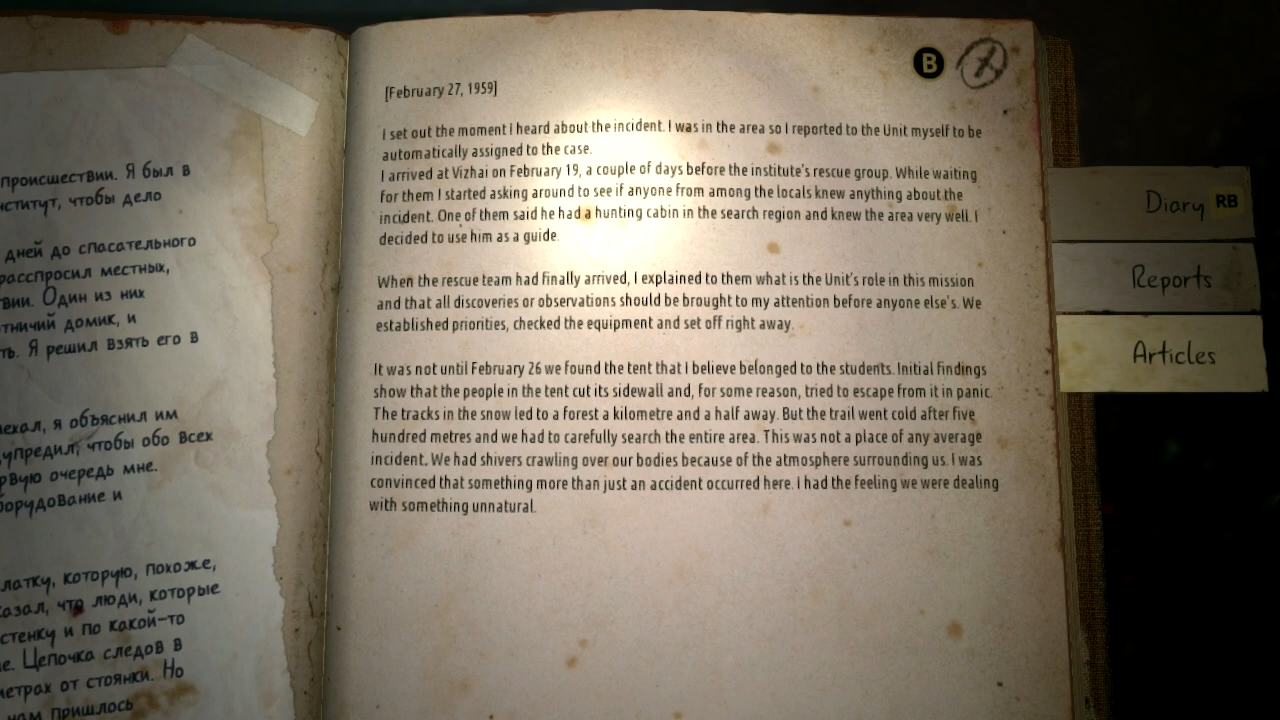 происшествии. Я был в
чтобы дело
дней до спасательного
расспросил местных,
Один из них
домик, и
Я решил взять его в
я объяснил им
чтобы обо всех
очередь мне.
и
которую, похоже,
что люди, которые
и по какой-то
Цепочка следов в
от стоянки. Но
нам пришлось
B
[February 27, 1959]
I set out the moment I heard about the incident. I was in the area so I reported to the Unit myself to be
automatically assigned to the case.
I arrived at Vizhai on February 19, a couple of days before the institute's rescue group. While waiting
for them I started asking around to see if anyone from among the locals knew anything about the
incident. One of them said he had a hunting cabin in the search region and knew the area very well. I
decided to use him as a guide.
When the rescue team had finally arrived, I explained to them what is the Unit's role in this mission
and that all discoveries or observations should be brought to my attention before anyone else's. We
established priorities, checked the equipment and set off right away.
It was not until February 26 we found the tent that I believe belonged to the students. Initial findings
show that the people in the tent cut its sidewall and, for some reason, tried to escape from it in panic.
The tracks in the snow led to a forest a kilometre and a half away. But the trail went cold after five
hundred metres and we had to carefully search the entire area. This was not a place of any average
incident. We had shivers crawling over our bodies because of the atmosphere surrounding us. I was
convinced that something more than just an accident occurred here. I had the feeling we were dealing
with something unnatural.
Diary RB
Reports
Articles